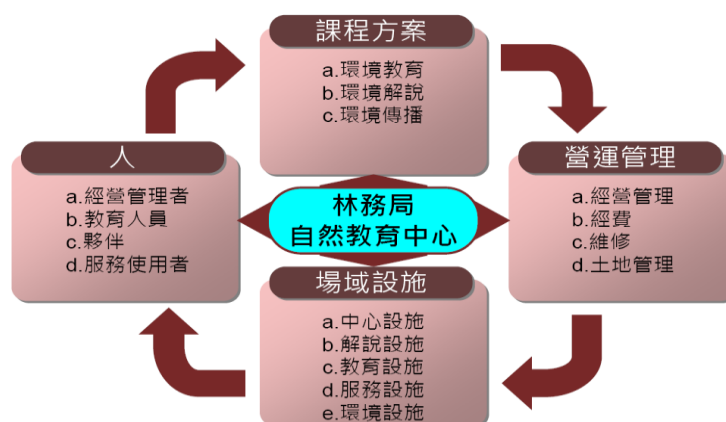 課程方案
a.環境教育
b.環境解說
c.環境傳播
人
a.經營管理者
b.教育人員
c.夥伴
d.服務使用者
林務局
自然教育中心
營運管理
a.經營管理
b.經費
c.維修
d.土地管理
場域設施
a.中心設施
b.解說設施
c.教育設施
d.服務設施
e.環境設施